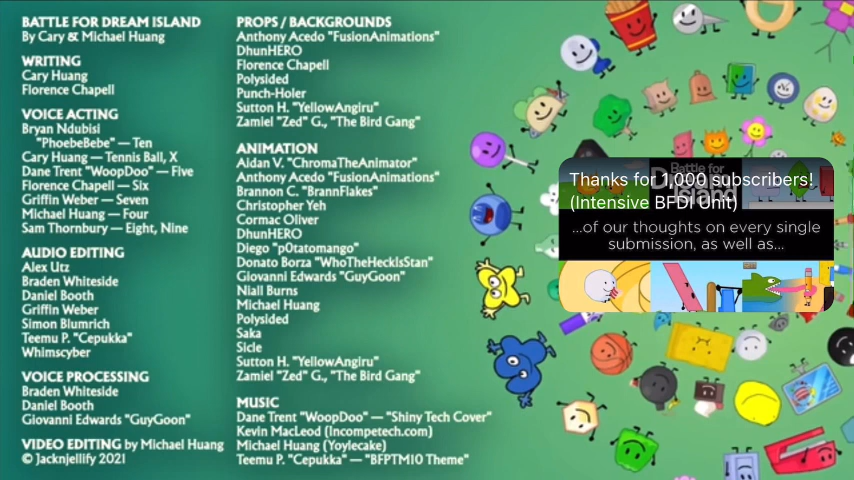 BATTLE FOR DREAM ISLAND
By Cary & Michael Huang
WRITING
Cary Huang
Florence Chapell
VOICE ACTING
Bryan Ndubisi
"PhoebeBebe" — Ten
Cary Huang — Tennis Ball, X
Dane Trent "WoopDoo" — Five
Florence Chapell — Six
Griffin Weber — Seven
Michael Huang — Four
Sam Thornbury — Eight, Nine
AUDIO EDITING
Alex Utz
Braden Whiteside
Daniel Booth
Griffin Weber
Simon Blumrich
Teemu P. "Cepukka"
Whimscyber
VOICE PROCESSING
Braden Whiteside
Daniel Booth
Giovanni Edwards "GuyGoon"
VIDEO EDITING by Michael Huang
© Jacknjellify 2021
PROPS / BACKGROUNDS
Anthony Acedo "FusionAnimations"
DhunHERO
Florence Chapell
Polysided
Punch-Holer
Sutton H. "YellowAngiru"
Zamiel "Zed" G., "The Bird Gang"
ANIMATION
Aidan V. "ChromaTheAnimator"
Anthony Acedo "FusionAnimations"
Brannon C. "BrannFlakes"
Christopher Yeh
Cormac Oliver
DhunHERO
Diego "p0tatomango"
Donato Borza "WhoTheHeckIsStan"
Giovanni Edwards "GuyGoon"
Niall Burns
Michael Huang
Polysided
Saka
Sicle
Sutton H. "YellowAngiru"
Zamiel "Zed" G., "The Bird Gang"
MUSIC
Dane Trent "WoopDoo" — "Shiny Tech Cover"
Kevin MacLeod (Incompetech.com)
Michael Huang (Yoylecake)
Teemu P. "Cepukka" — "BFPTM10 Theme"
Battle for
Dream
Island
Thanks for 1,000 subscribers!
(Intensive BFDI Unit)
...of our thoughts on every single
submission, as well as...